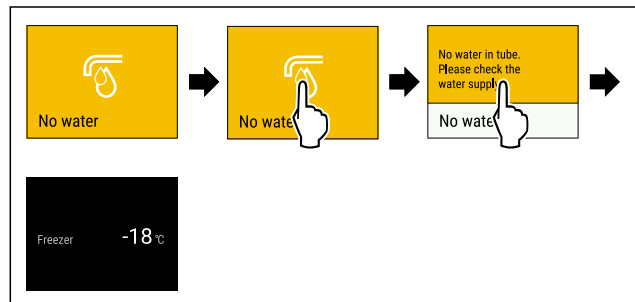 No water
No wate
No water in tube.
Please check the
water suppl
No wate
Freezer -18 °C